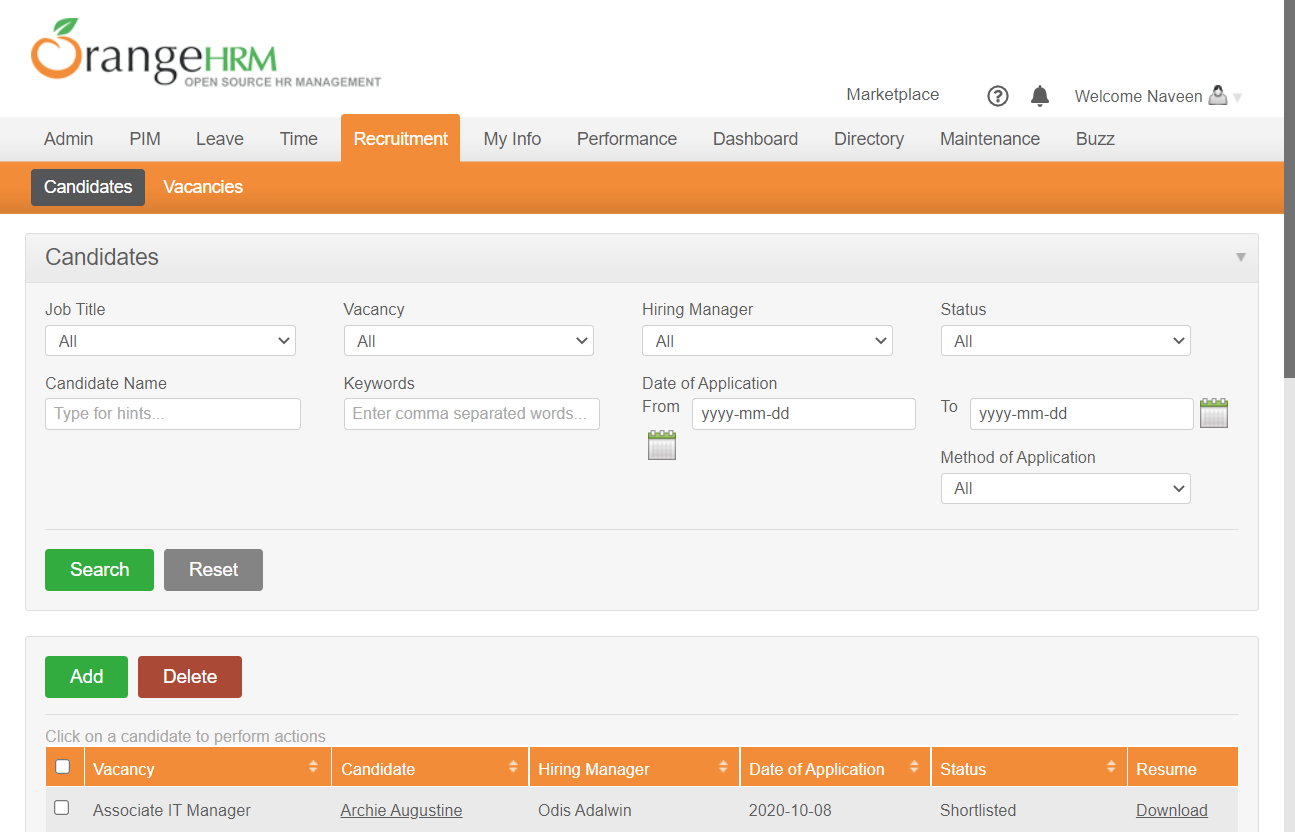 OrangeHRM
OPEN SOURCE HR MANAGEMENT
Marketplace
Welcome Naveen
Admin PIM Leave Time Recruitment My Info Performance Dashboard Directory Maintenance Buzz
Candidates Vacancies
Candidates
Job Title Vacancy Hiring Manager Status
All All All All
Candidate Name Keywords Date of Application
Type for hints... Enter comma separated words... From yyyy-mm-dd To yyyy-mm-dd
Method of Application
All
Search Reset
Add Delete
Click on a candidate to perform actions
Vacancy Candidate Hiring Manager Date of Application Status Resume
Associate IT Manager Archie Augustine Odis Adalwin 2020-10-08 Shortlisted Download